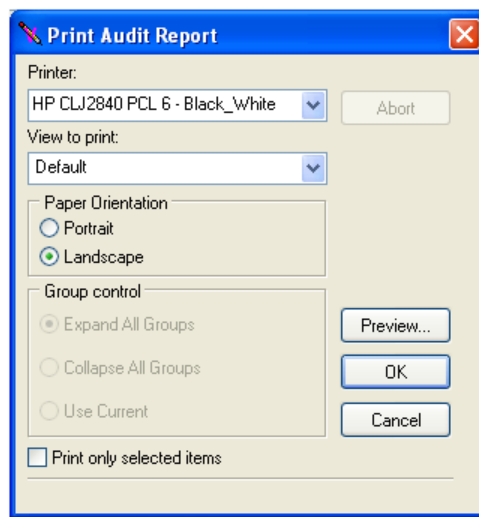 Print Audit Report
Printer:
HP CLJ2840 PCL 6 - Black_White
Abort
View to print:
Default
Paper Orientation
Portrait
Landscape
Group control
Expand All Groups
Preview...
Collapse All Groups
OK
Use Current
Cancel
Print only selected items